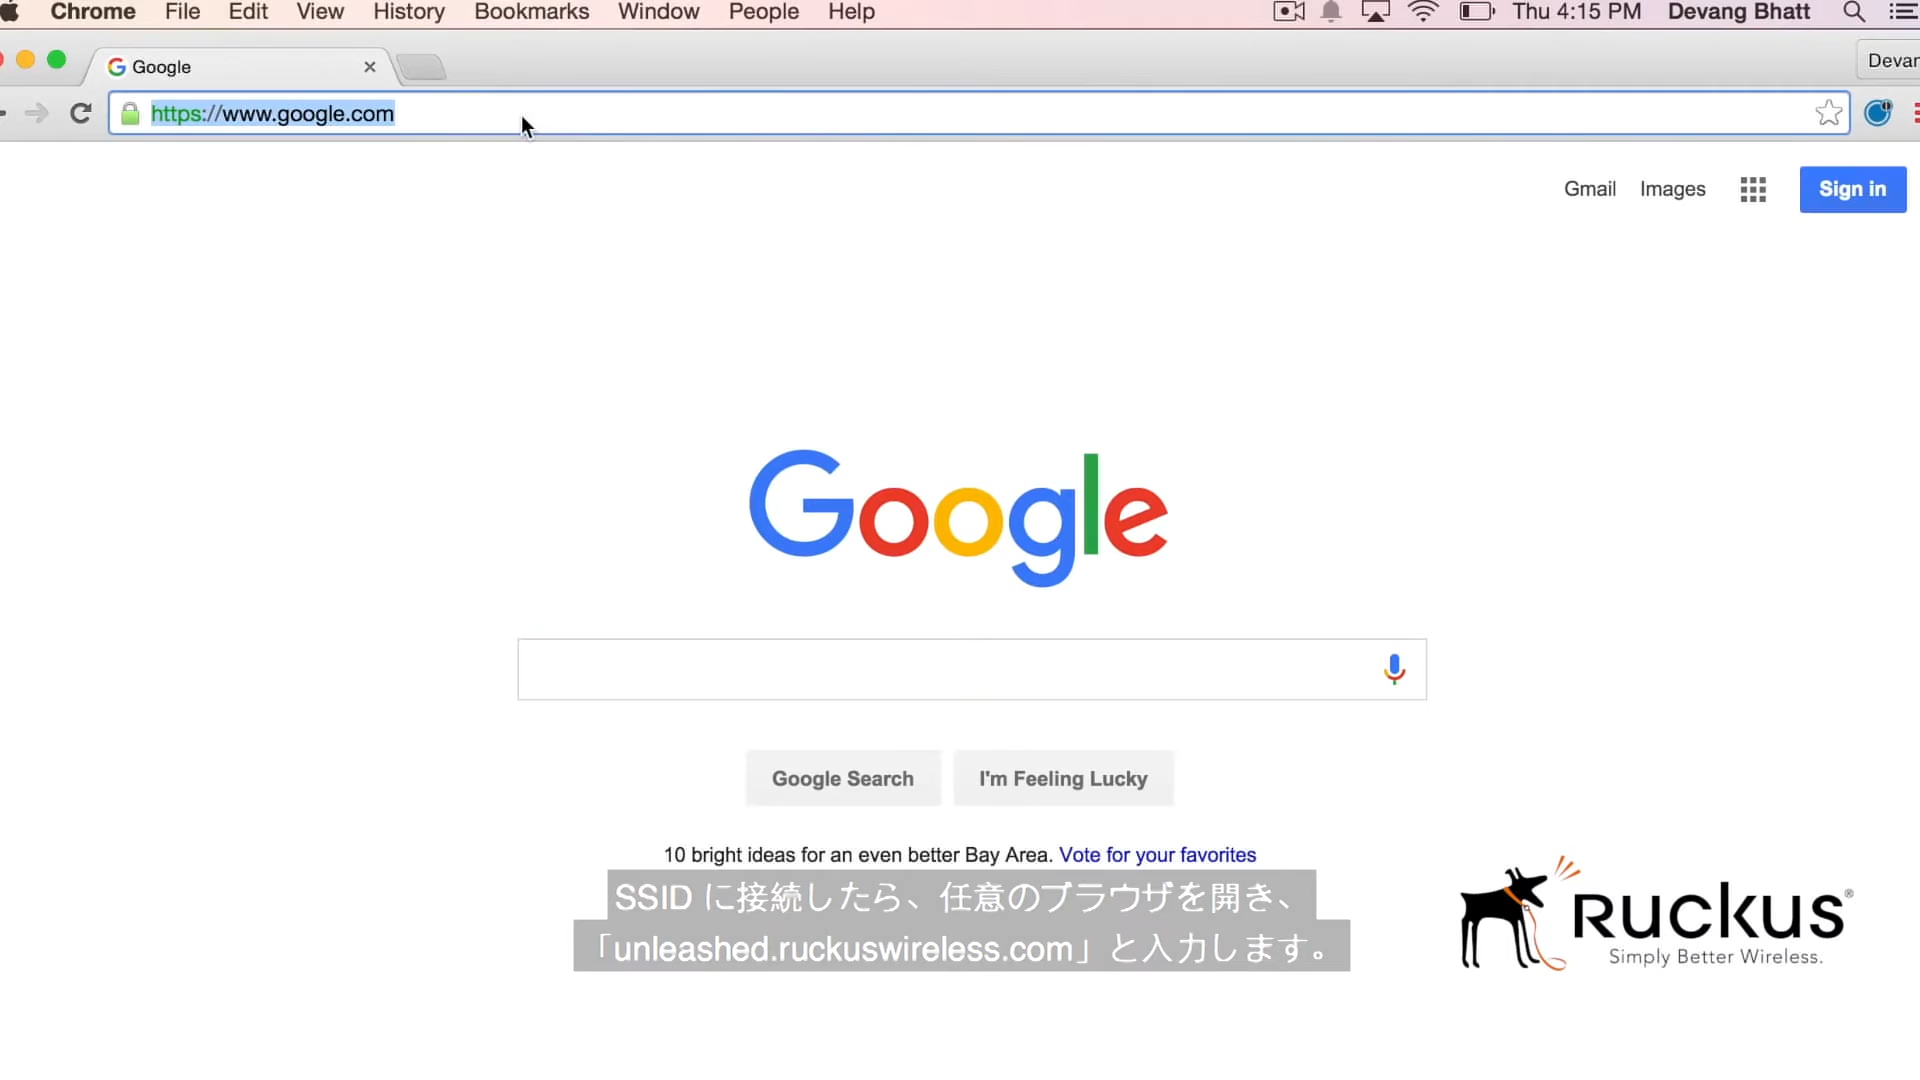 Chrome File Edit View History Bookmarks Window People Help Thu 4:15 PM Devang Bhatt
Google
https://www.google.com
Gmail Images Sign in
Google
Google Search I'm Feeling Lucky
10 bright ideas for an even better Bay Area. Vote for your favorites
SSID に接続したら、任意のブラウザを開き、
「unleashed.ruckuswireless.com」と入力します。
Ruckus®
Simply Better Wireless.